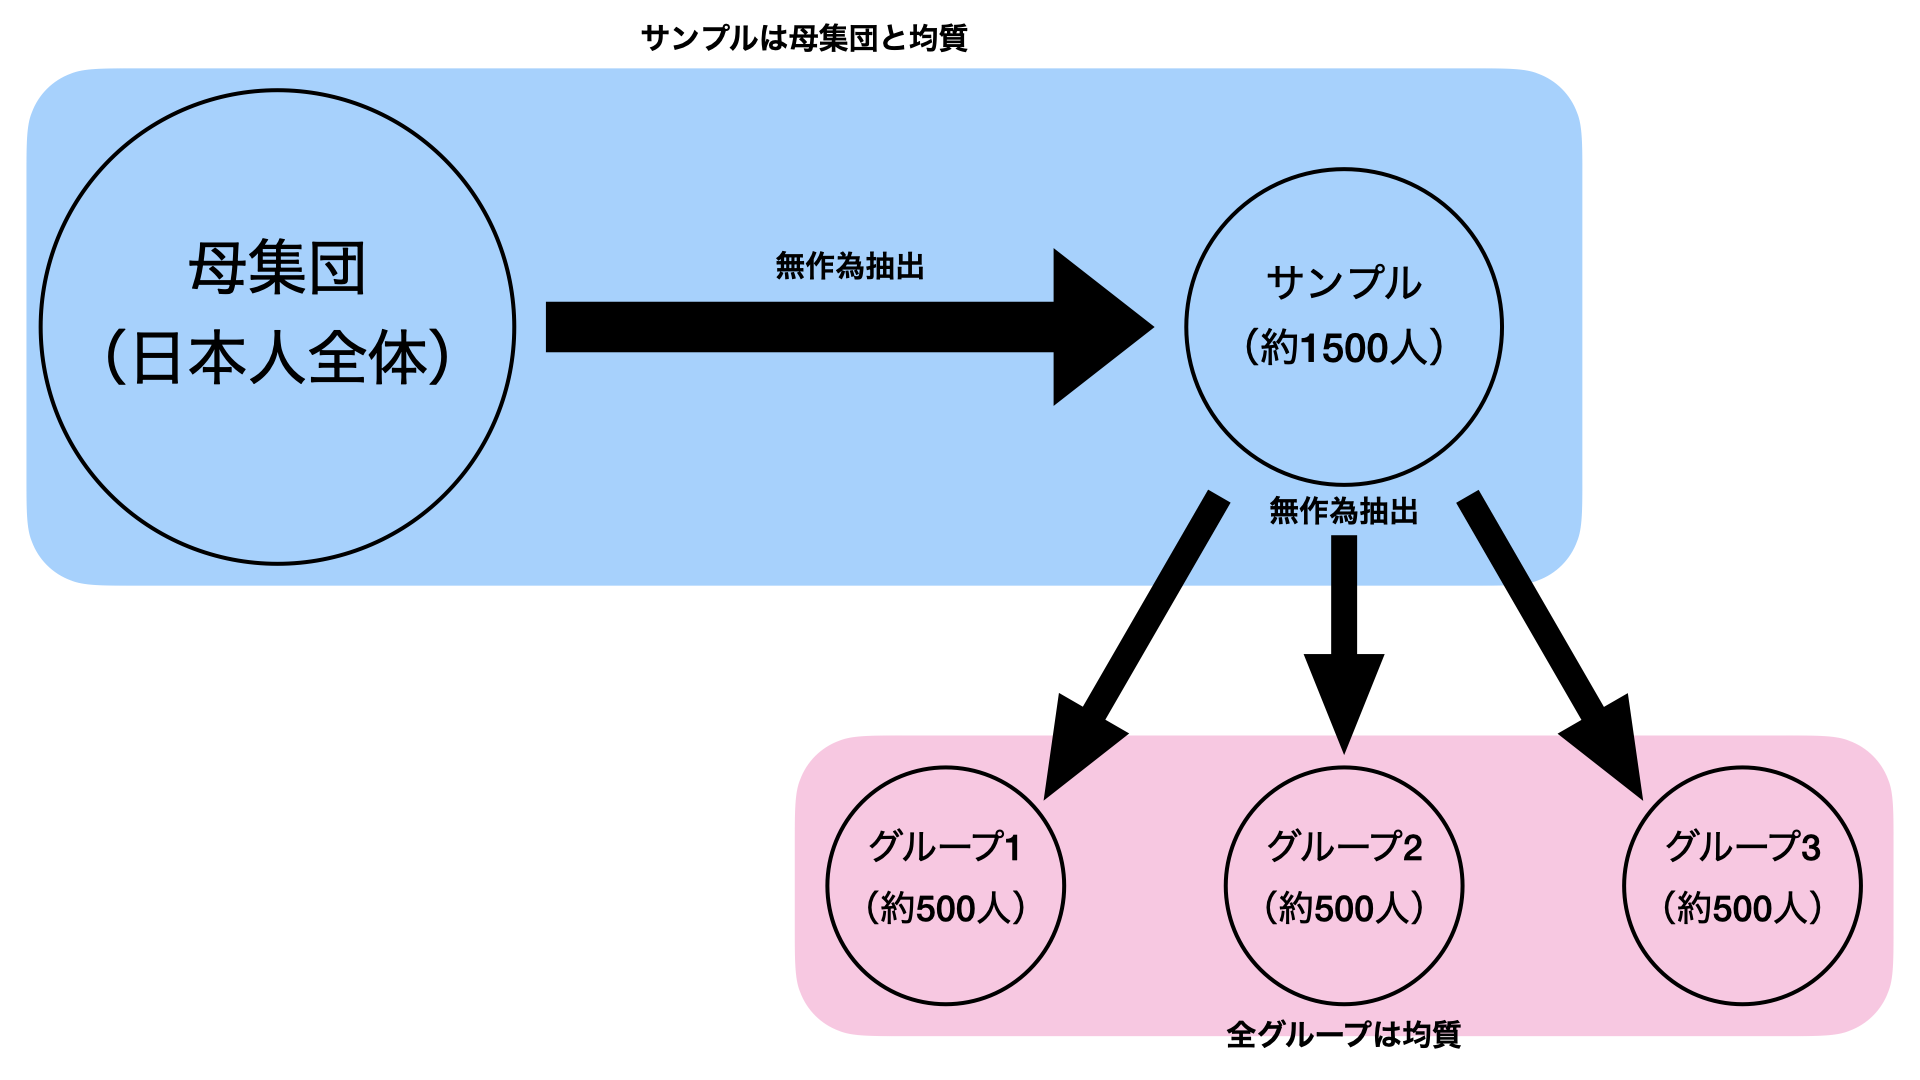 サンプルは母集団と均質
母集団
（日本人全体）
無作為抽出
サンプル
（約1500人）
無作為抽出
グループ1
（約500人）
グループ2
（約500人）
グループ3
（約500人）
全グループは均質